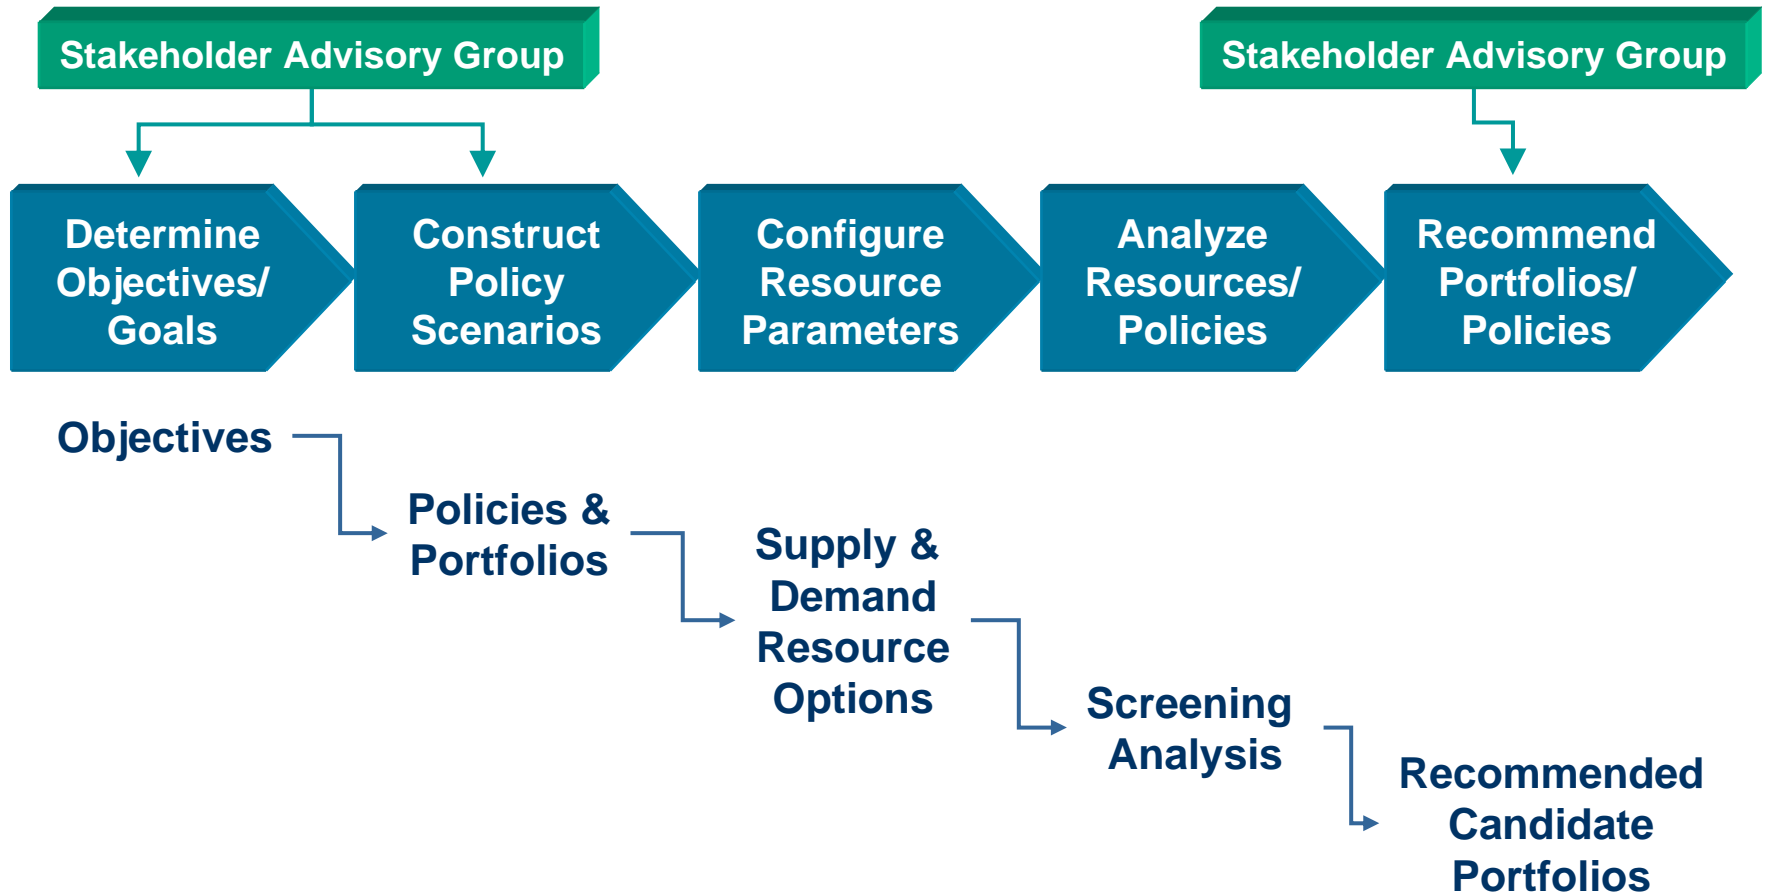 Stakeholder Advisory Group
Stakeholder Advisory Group
Determine
Objectives/
Goals
Construct
Policy
Scenarios
Configure
Resource
Parameters
Analyze
Resources/
Policies
Recommend
Portfolios/
Policies
Objectives
Policies &
Portfolios
Supply &
Demand
Resource
Options
Screening
Analysis
Recommended
Candidate
Portfolios